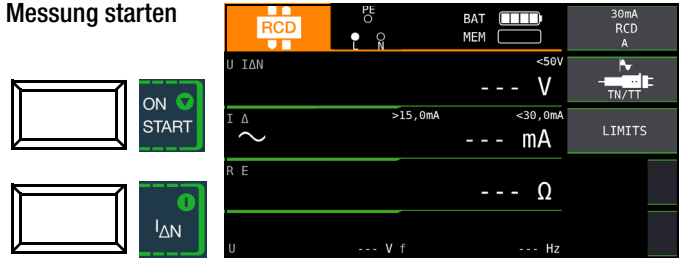 Messung starten
ON
START
IΔN
RCD
PE
L N
BAT
MEM
30mA
RCD
A
U IΔN <50V
--- V
TN/TT
I Δ >15,0mA <30,0mA
--- mA
LIMITS
R E
--- Ω
U --- V f --- Hz